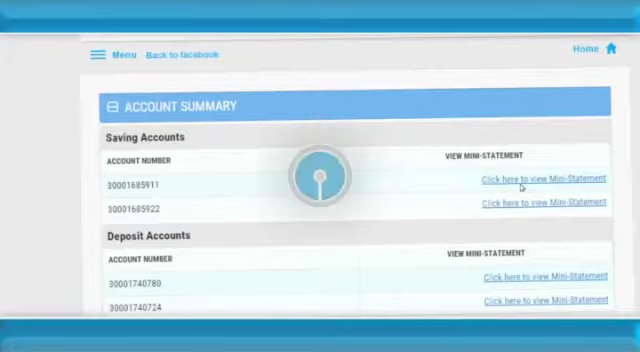 Menu Back to facebook Home
ACCOUNT SUMMARY
Saving Accounts
ACCOUNT NUMBER VIEW MINI-STATEMENT
30001685911 Click here to view Mini-Statement
30001685922 Click here to view Mini-Statement
Deposit Accounts
ACCOUNT NUMBER VIEW MINI-STATEMENT
30001740780 Click here to view Mini-Statement
30001740724 Click here to view Mini-Statement